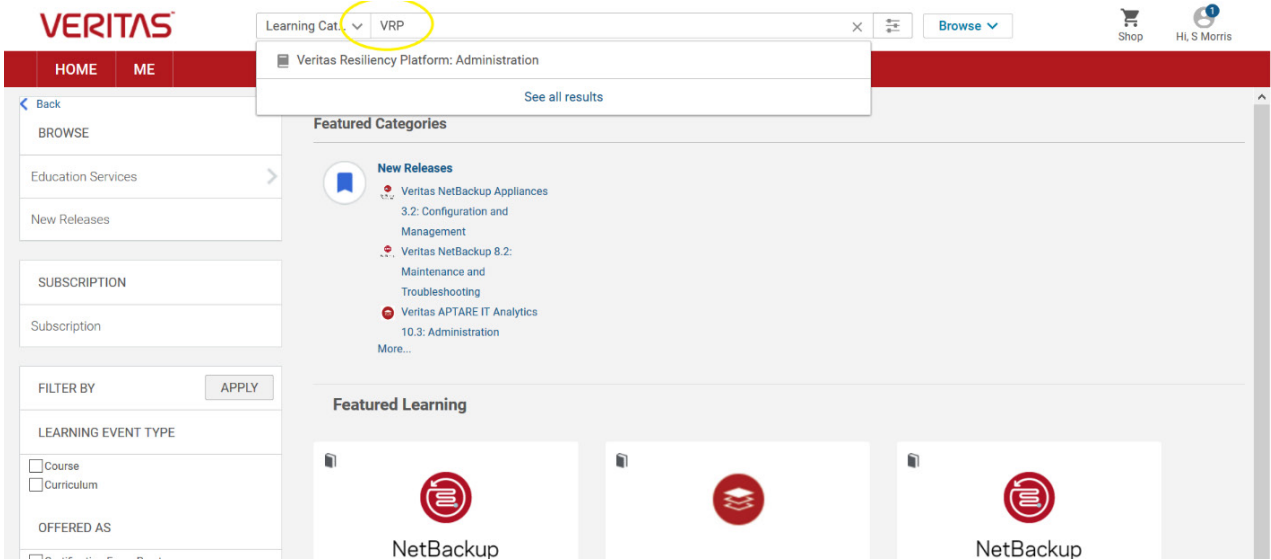 VERITAS
Learning Cat... VRP
Browse
1
Shop
Hi, S Morris
HOME ME
Veritas Resiliency Platform: Administration
See all results
Back
BROWSE
Education Services
New Releases
SUBSCRIPTION
Subscription
FILTER BY APPLY
LEARNING EVENT TYPE
Course
Curriculum
OFFERED AS
Featured Categories
New Releases
Veritas NetBackup Appliances
3.2: Configuration and
Management
Veritas NetBackup 8.2:
Maintenance and
Troubleshooting
Veritas APTARE IT Analytics
10.3: Administration
More...
Featured Learning
NetBackup
NetBackup